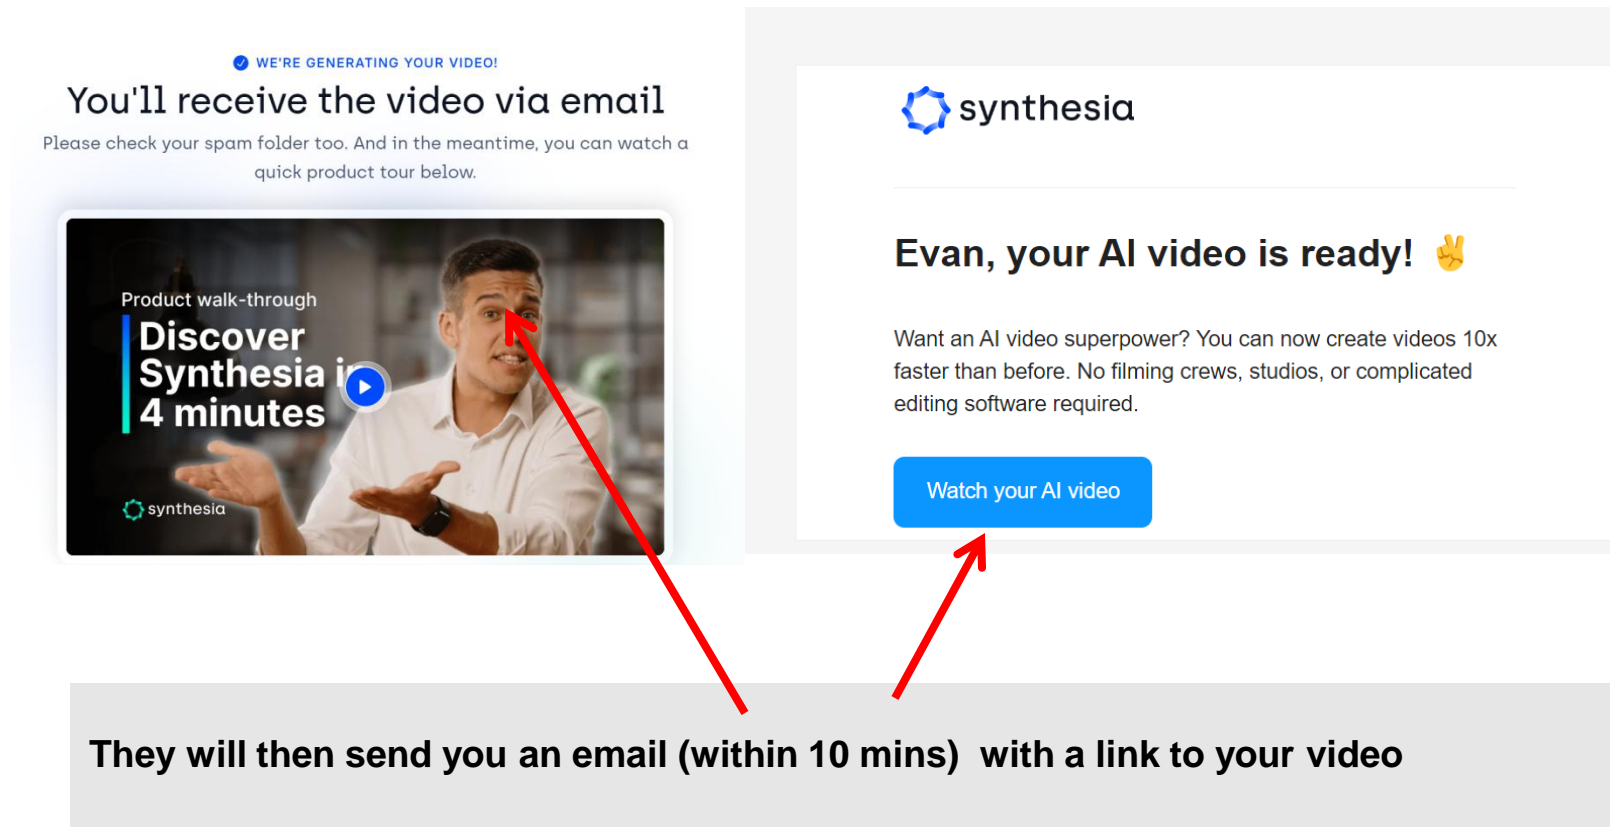 WE'RE GENERATING YOUR VIDEO!
You'll receive the video via email
Please check your spam folder too. And in the meantime, you can watch a
quick product tour below.
Product walk-through
Discover
Synthesia in
4 minutes
synthesia
synthesia
Evan, your AI video is ready! ✌️
Want an AI video superpower? You can now create videos 10x
faster than before. No filming crews, studios, or complicated
editing software required.
Watch your AI video
They will then send you an email (within 10 mins)  with a link to your video